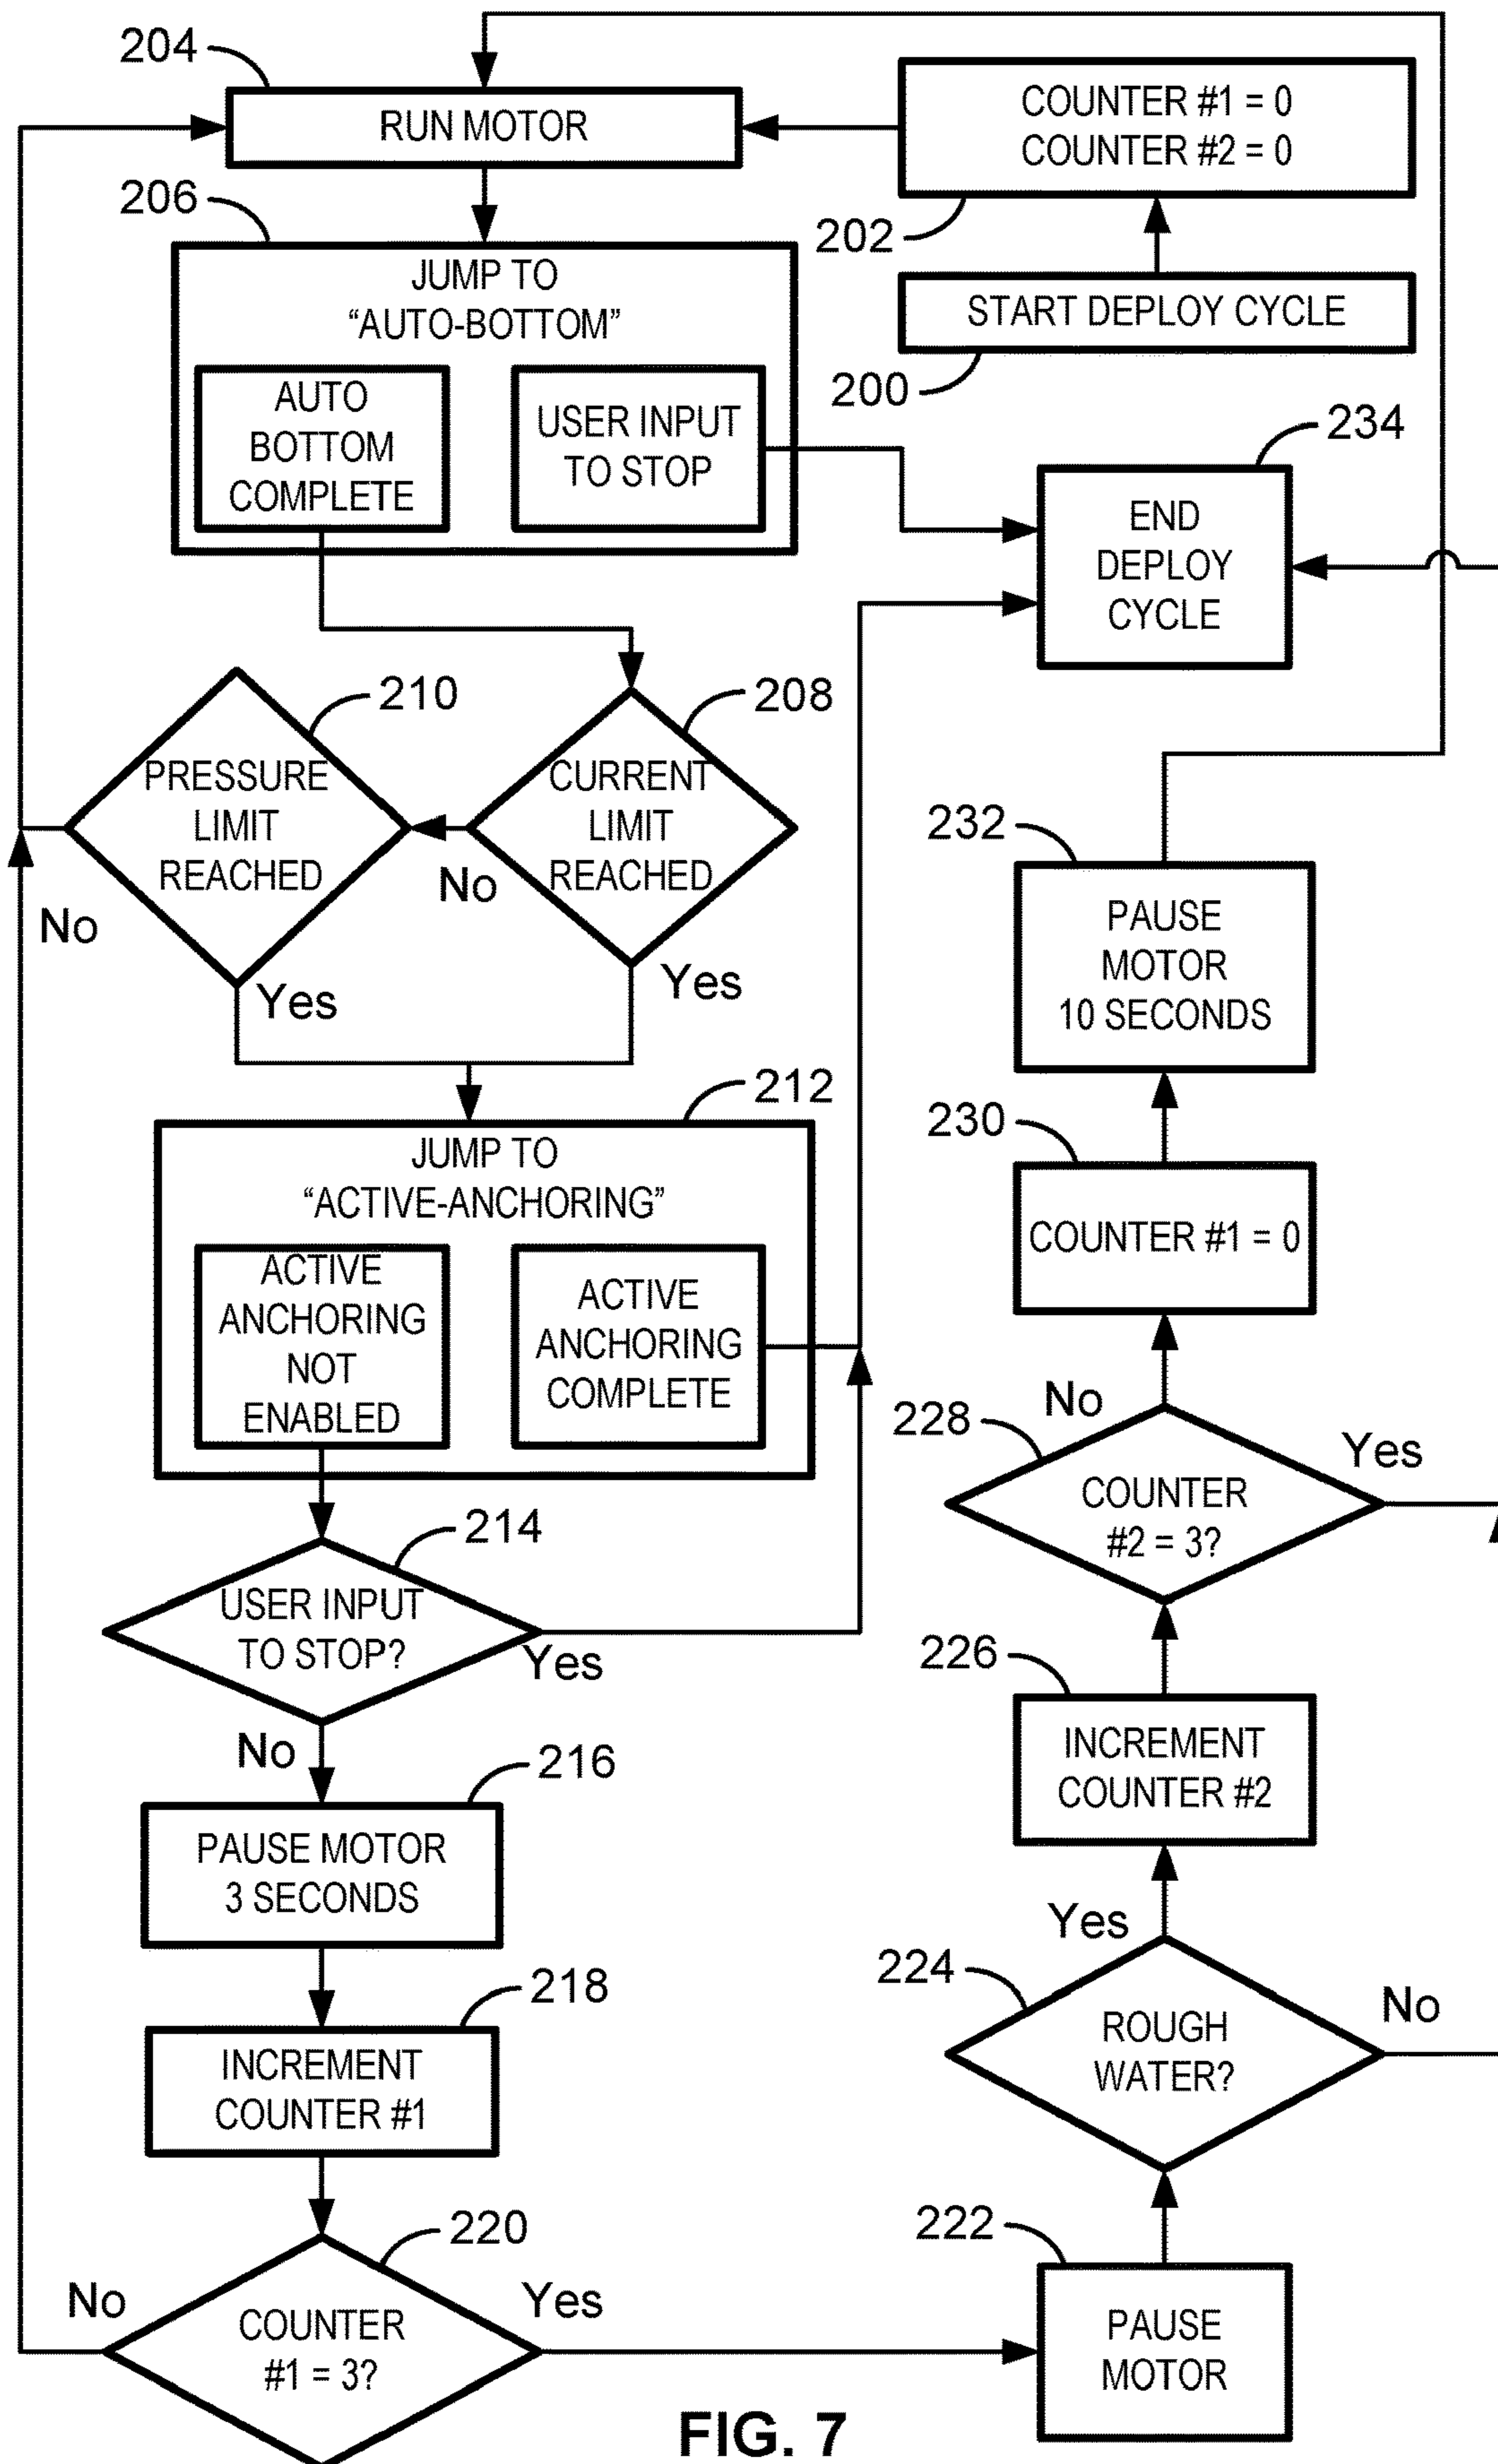 204
RUN MOTOR
COUNTER #1 = 0
COUNTER #2 = 0
202
START DEPLOY CYCLE
200
206
JUMP TO
“AUTO-BOTTOM”
AUTO
BOTTOM
COMPLETE
USER INPUT
TO STOP
234
END
DEPLOY
CYCLE
210
PRESSURE
LIMIT
REACHED
No
Yes
208
CURRENT
LIMIT
REACHED
No
Yes
212
JUMP TO
“ACTIVE-ANCHORING”
ACTIVE
ANCHORING
NOT
ENABLED
ACTIVE
ANCHORING
COMPLETE
214
USER INPUT
TO STOP?
Yes
No
216
PAUSE MOTOR
3 SECONDS
218
INCREMENT
COUNTER #1
220
COUNTER
#1 = 3?
No
Yes
222
PAUSE
MOTOR
224
ROUGH
WATER?
Yes
No
226
INCREMENT
COUNTER #2
228
COUNTER
#2 = 3?
No
Yes
230
COUNTER #1 = 0
232
PAUSE
MOTOR
10 SECONDS
FIG. 7